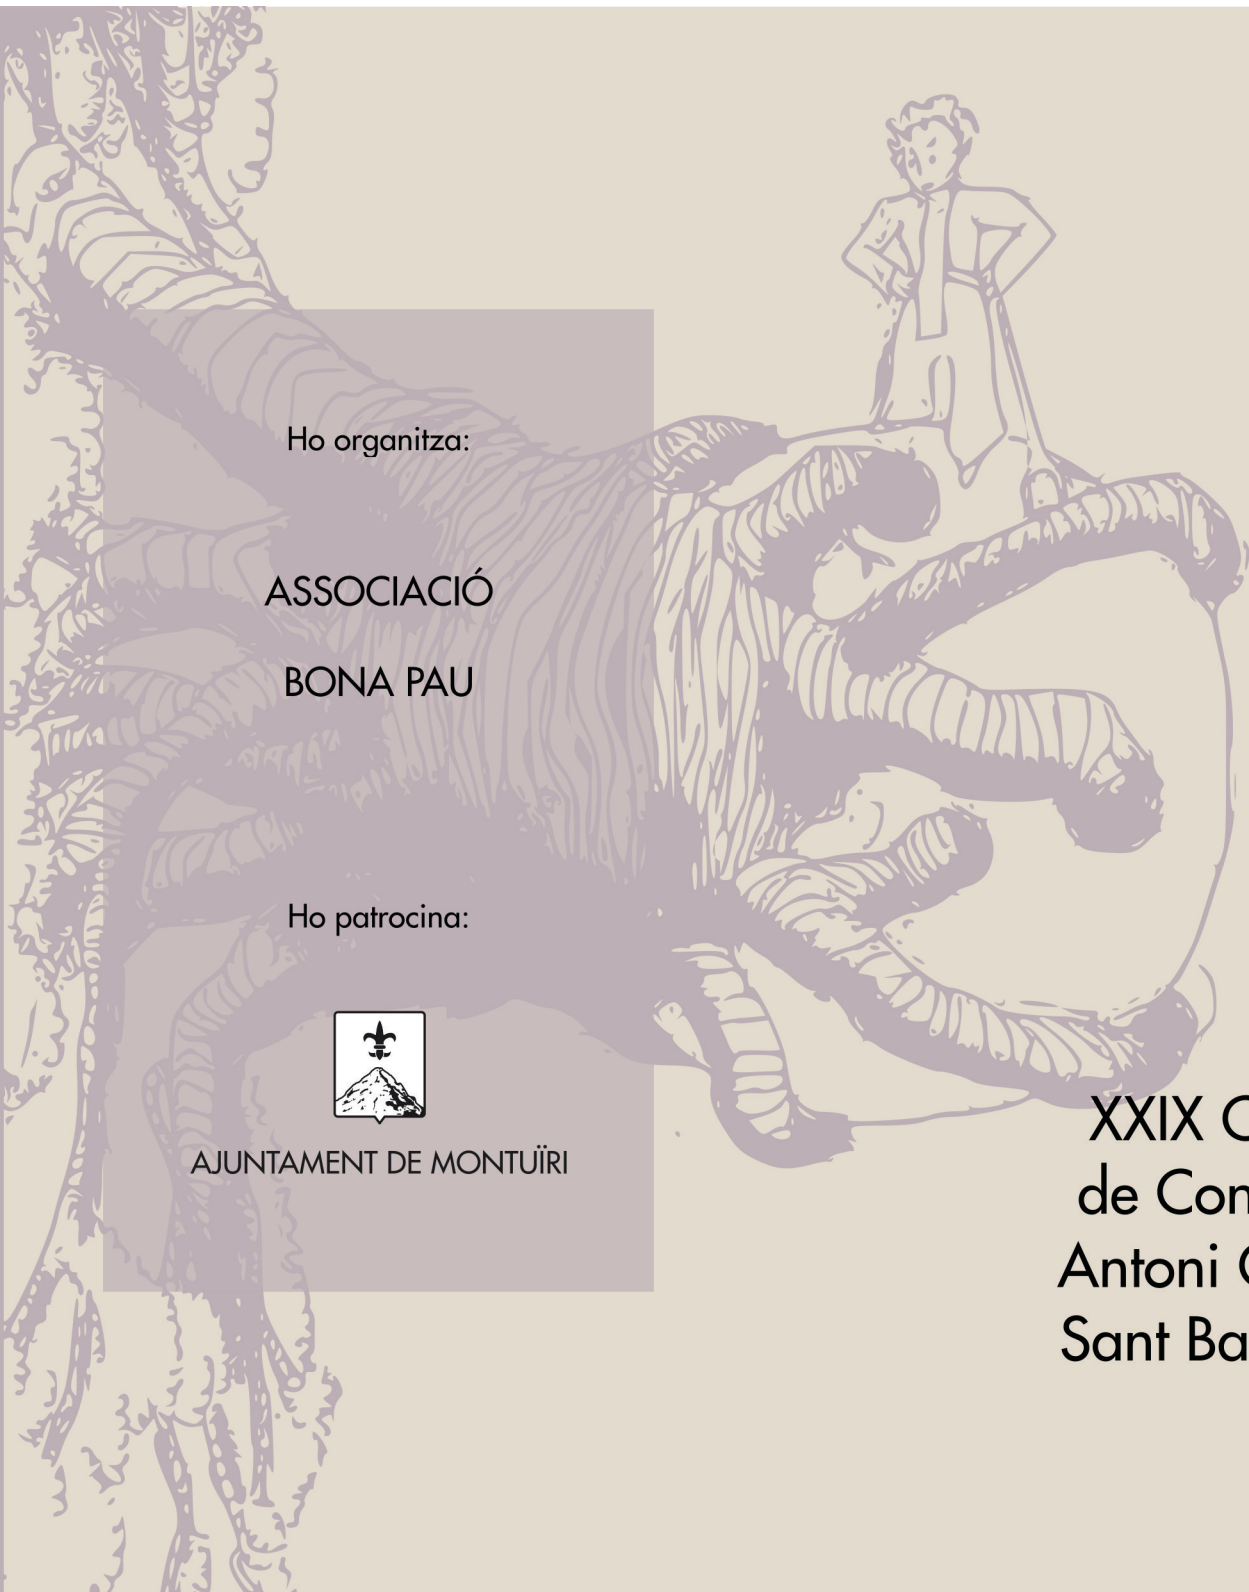 Ho organitza:
ASSOCIACIÓ
BONA PAU
Ho patrocina:
AJUNTAMENT DE MONTUÏRI
XXIX
de
Antoni
Sant